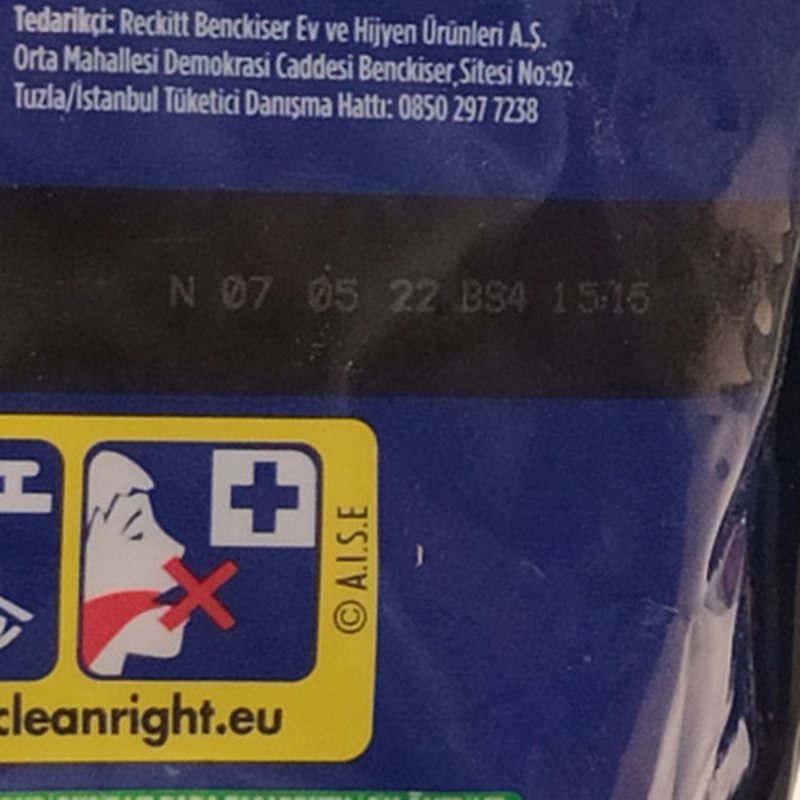 Tedarikçi: Reckitt Benckiser Ev ve Hijyen Ürünleri A.Ş.
Orta Mahallesi Demokrasi Caddesi Benckiser Sitesi No:92
Tuzla/İstanbul Tüketici Danışma Hattı: 0850 297 7238
N 07 05 22 BS4 15:15
© A.I.S.E
cleanright.eu